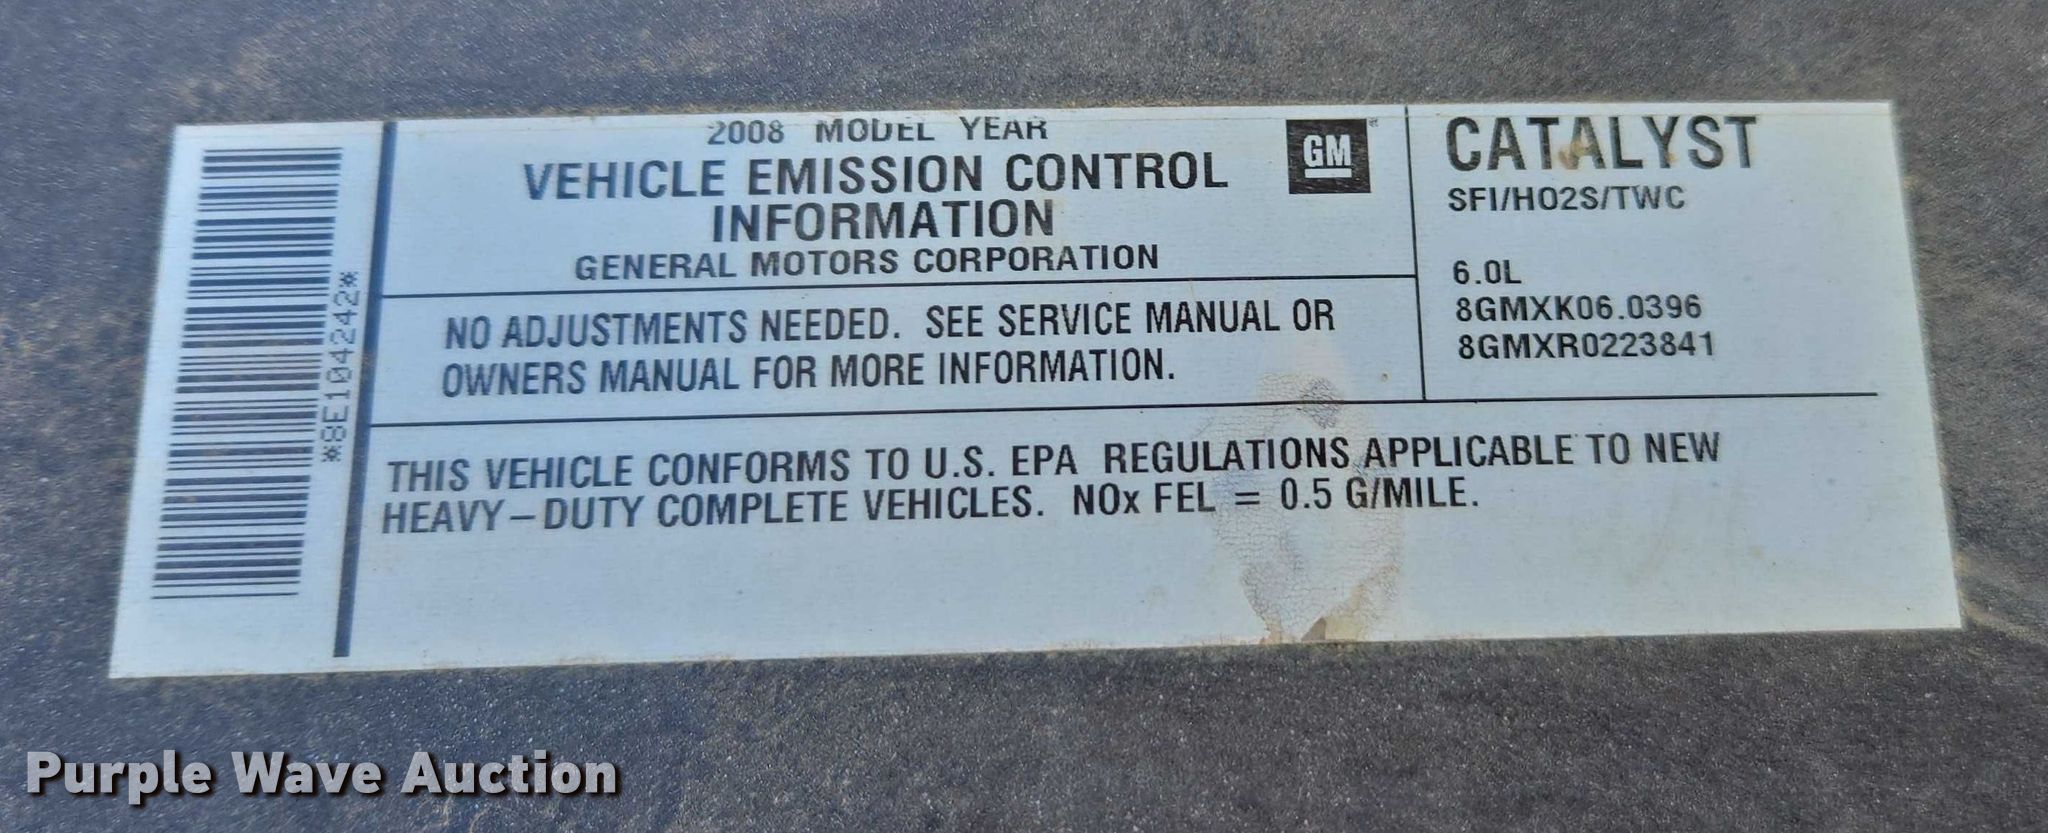 2008 MODEL YEAR
VEHICLE EMISSION CONTROL
INFORMATION
GENERAL MOTORS CORPORATION
GM
NO ADJUSTMENTS NEEDED. SEE SERVICE MANUAL OR
OWNERS MANUAL FOR MORE INFORMATION.
CATALYST
SFI/HO2S/TWC
6.0L
8GMXK06.0396
8GMXR0223841
THIS VEHICLE CONFORMS TO U.S. EPA REGULATIONS APPLICABLE TO NEW
HEAVY-DUTY COMPLETE VEHICLES. NOx FEL = 0.5 G/MILE.
*8E104242*
Purple Wave Auction